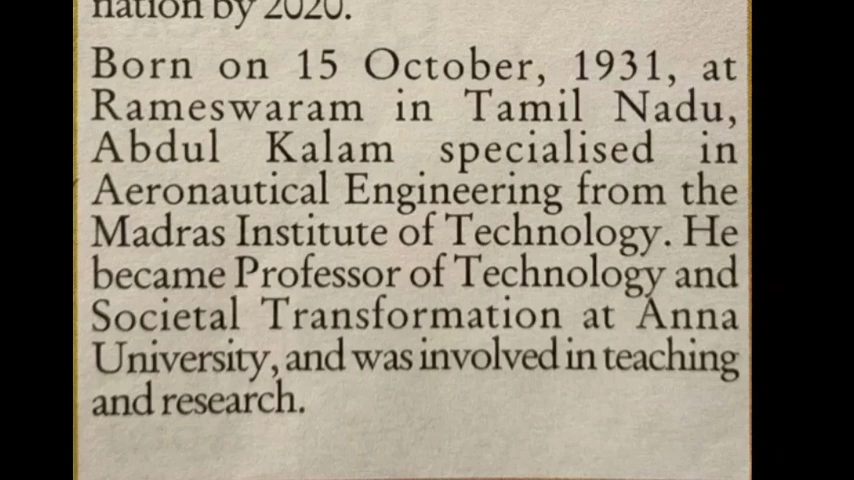 nation by 2020.
Born on 15 October, 1931, at
Rameswaram in Tamil Nadu,
Abdul Kalam specialised in
Aeronautical Engineering from the
Madras Institute of Technology. He
became Professor of Technology and
Societal Transformation at Anna
University, and was involved in teaching
and research.